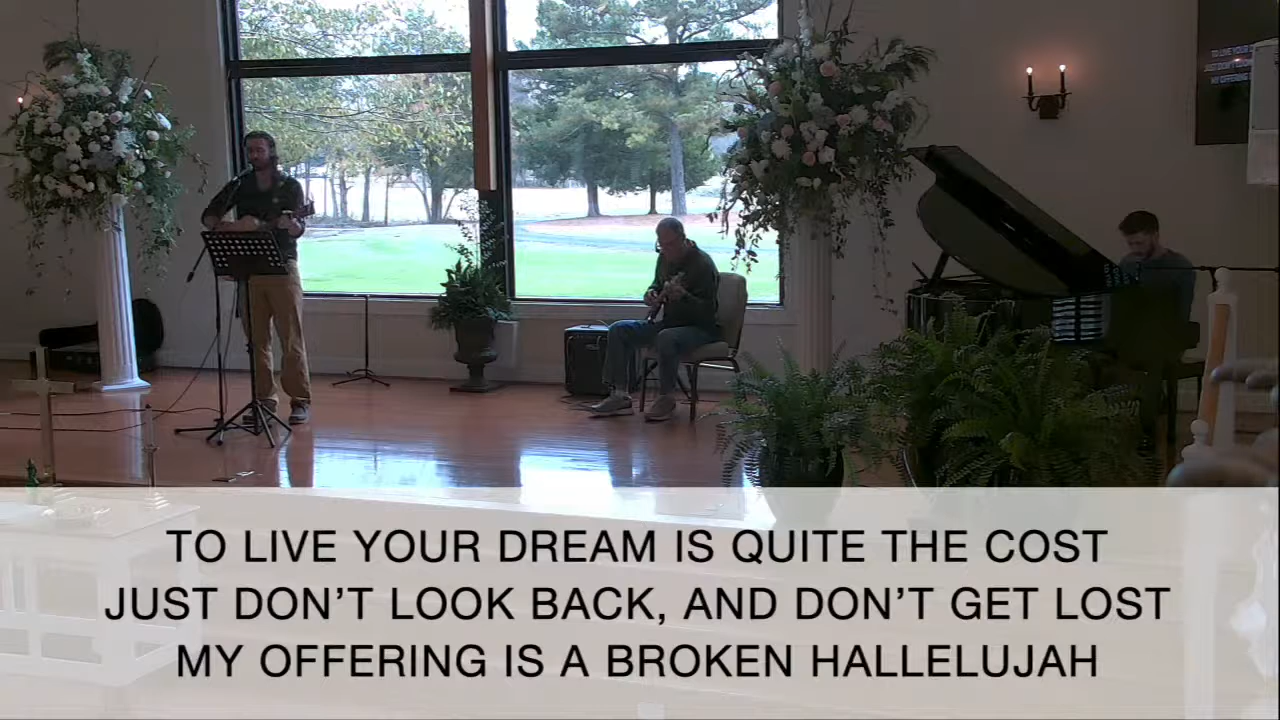 TO LIVE YOUR DREAM IS QUITE THE COST
JUST DON'T LOOK BACK, AND DON'T GET LOST
MY OFFERING IS A BROKEN HALLELUJAH